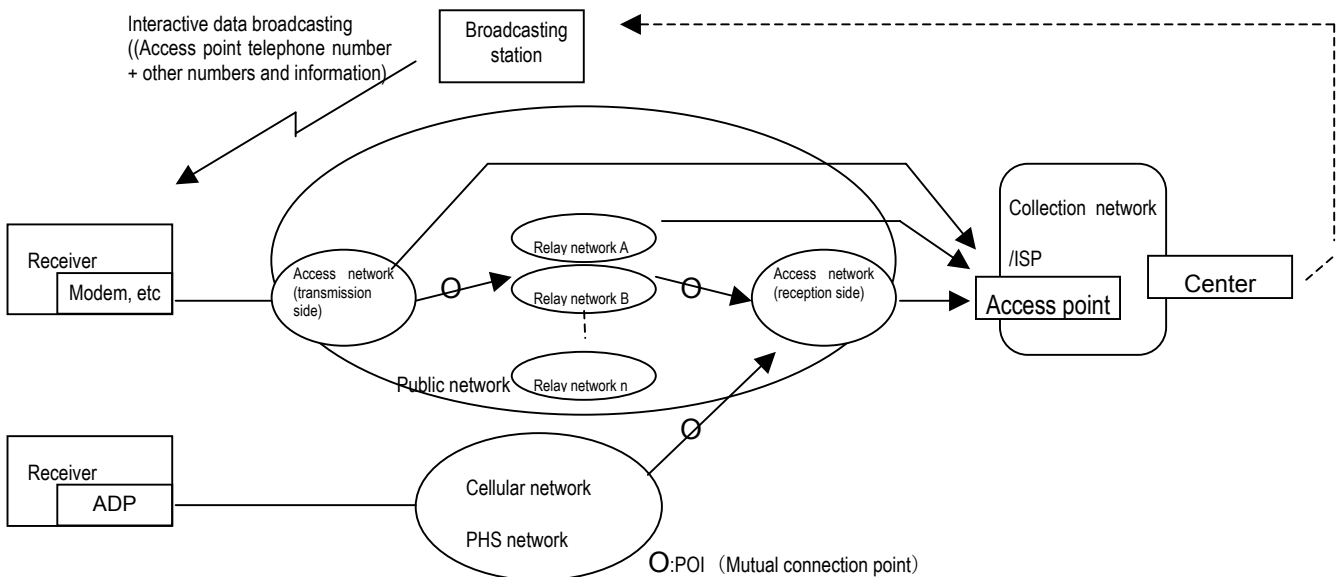 Interactive data broadcasting
((Access point telephone number
+ other numbers and information)
Broadcasting
station
Receiver
Modem, etc
Access network
(transmission
side)
Relay network A
Relay network B
Relay network n
Public network
Access network
(reception side)
Collection network
/ISP
Access point
Center
Receiver
ADP
Cellular network
PHS network
O
O
O
O:POI (Mutual connection point)